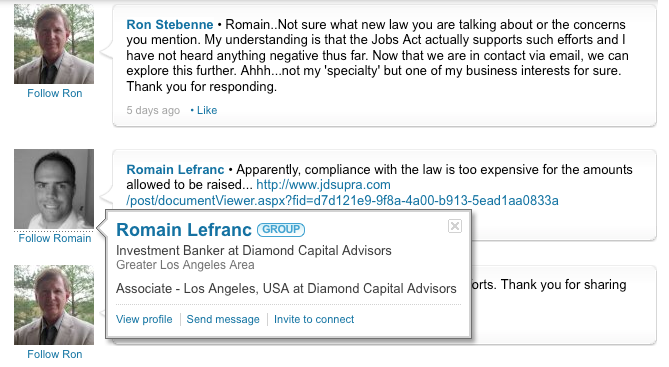 Ron Stebenne • Romain..Not sure what new law you are talking about or the concerns
you mention. My understanding is that the Jobs Act actually supports such efforts and I
have not heard anything negative thus far. Now that we are in contact via email, we can
explore this further. Ahhh...not my 'specialty' but one of my business interests for sure.
Thank you for responding.
Follow Ron
5 days ago • Like
Romain Lefranc • Apparently, compliance with the law is too expensive for the amounts
allowed to be raised... http://www.jdsupra.com
/post/documentViewer.aspx?fid=d7d121e9-9f8a-4a00-b913-5ead1aa0833a
Follow Romain
Romain Lefranc GROUP
Investment Banker at Diamond Capital Advisors
Greater Los Angeles Area
Associate - Los Angeles, USA at Diamond Capital Advisors
View profile | Send message | Invite to connect
orts. Thank you for sharing
Follow Ron